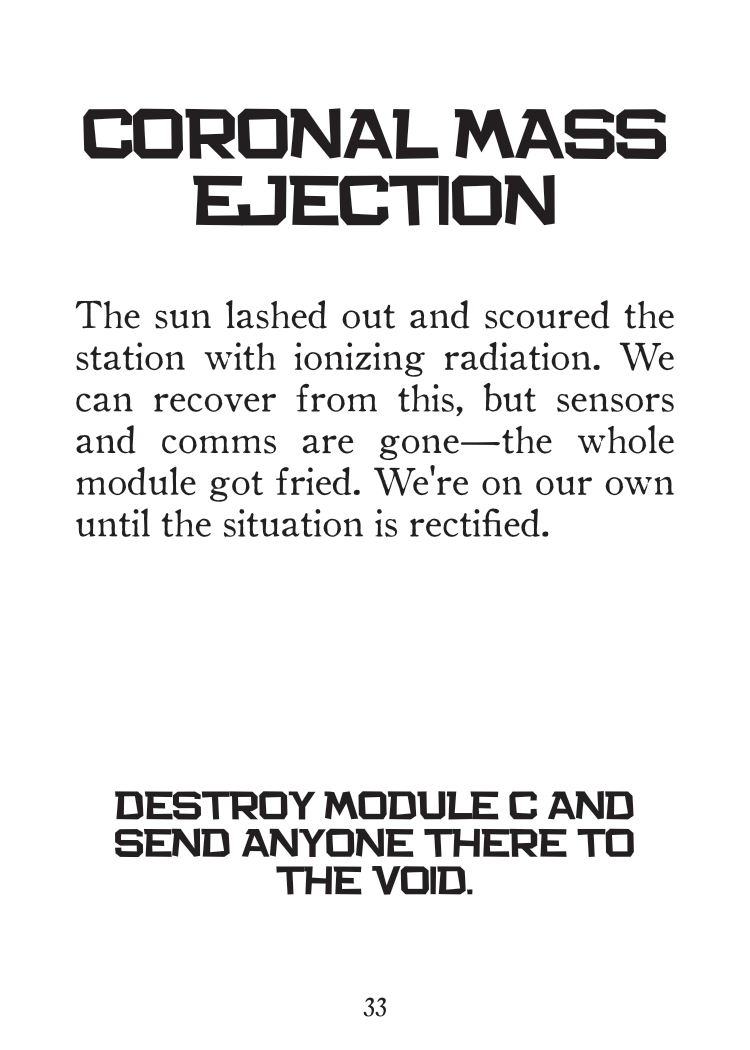 CORONAL MASS
EJECTION
The sun lashed out and scoured the
station with ionizing radiation. We
can recover from this, but sensors
and comms are gone—the whole
module got fried. We're on our own
until the situation is rectified.
DESTROY MODULE C AND
SEND ANYONE THERE TO
THE VOID.
33